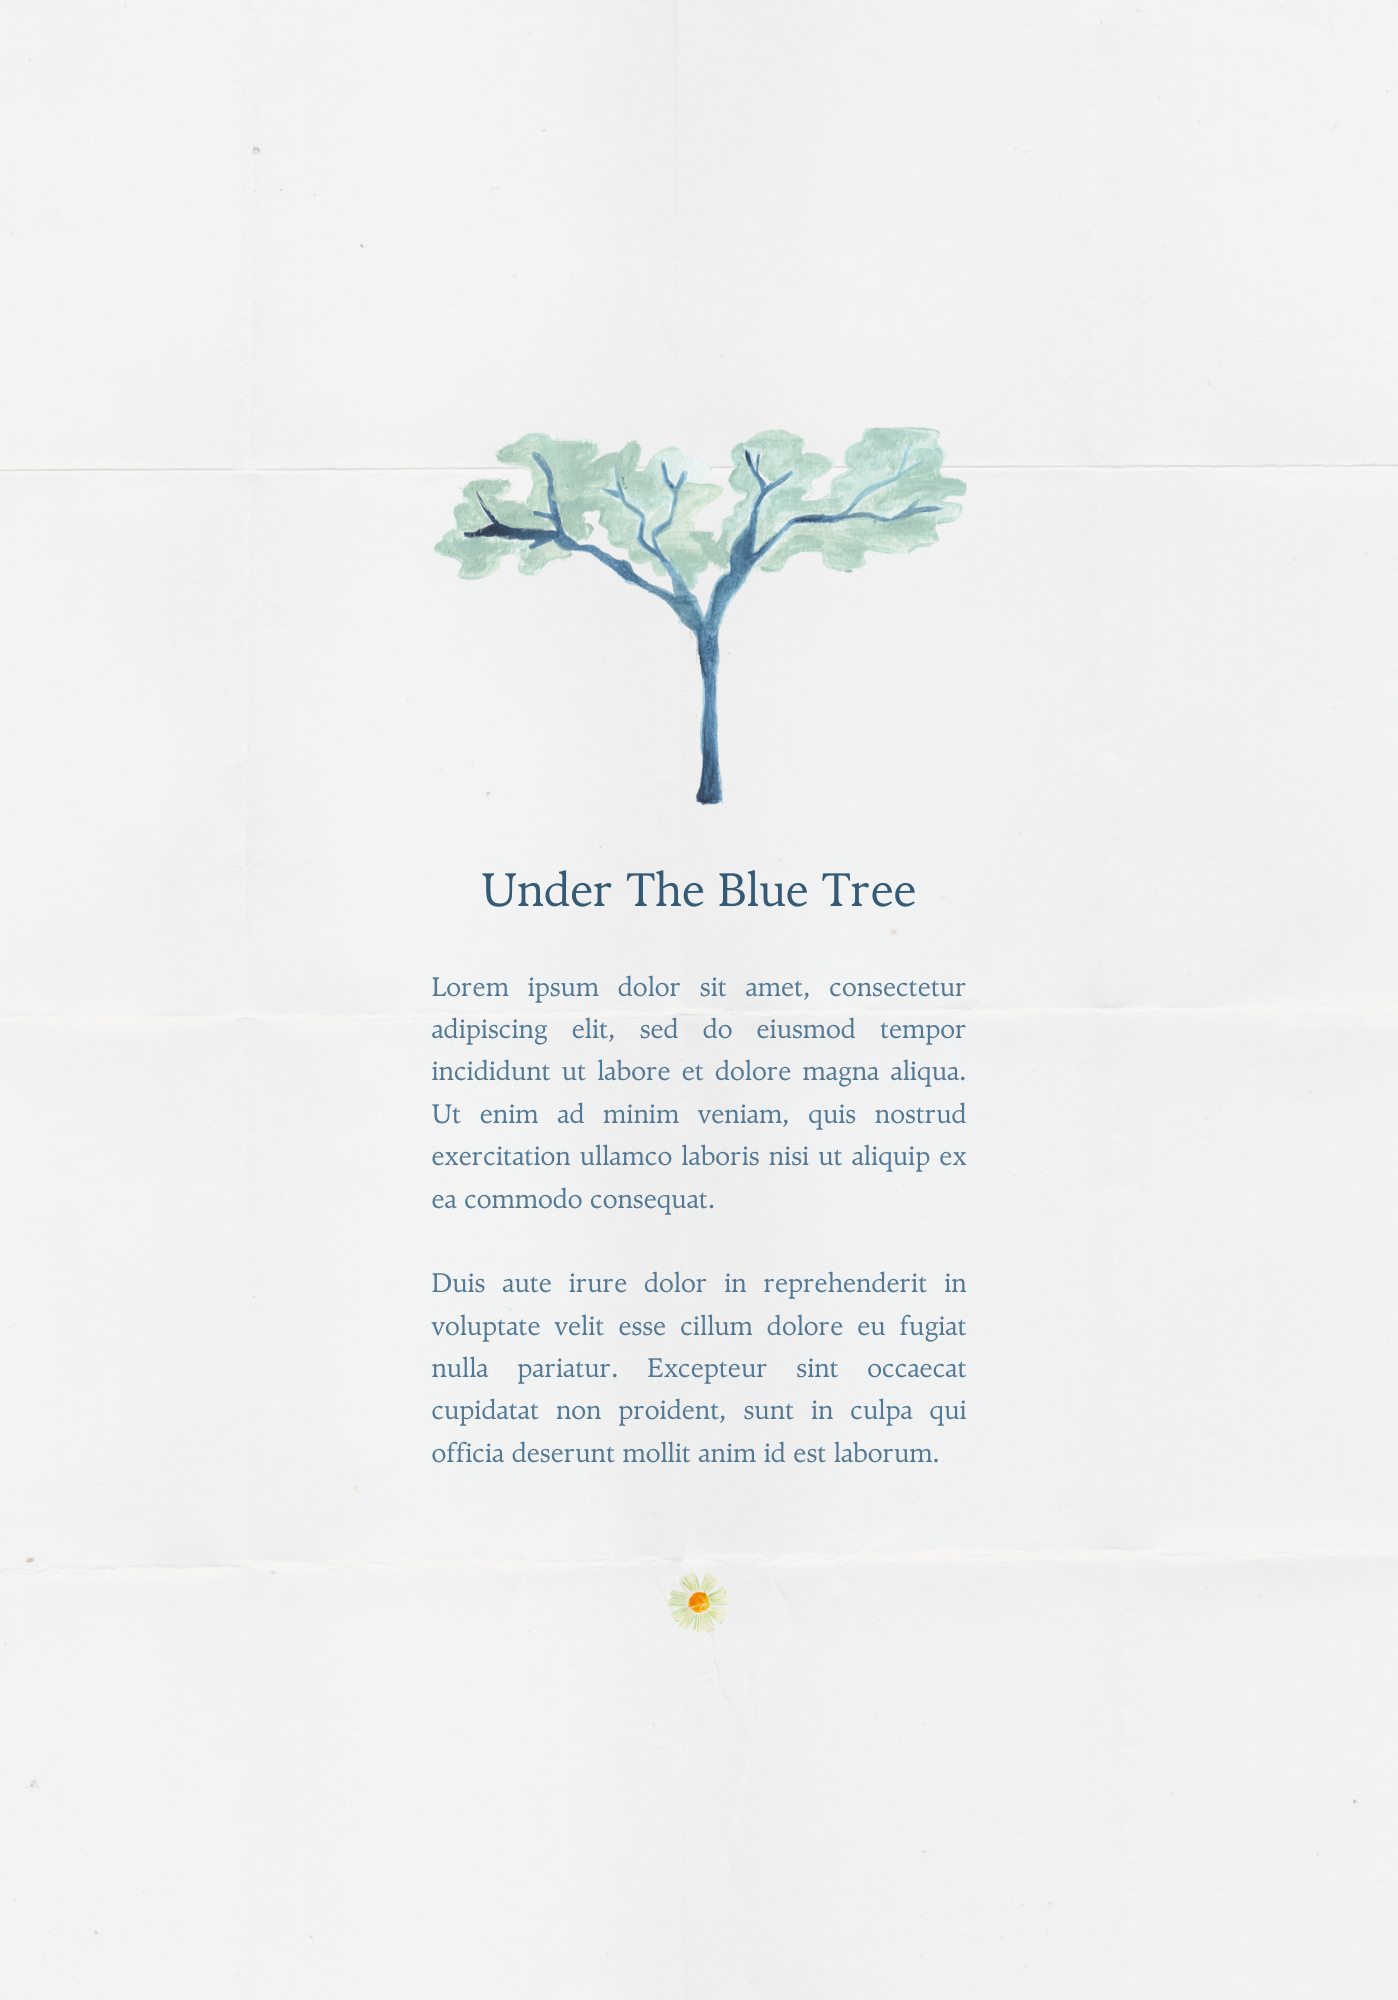 Under The Blue Tree
Lorem ipsum dolor sit amet, consectetur
adipiscing elit, sed do eiusmod tempor
incididunt ut labore et dolore magna aliqua.
Ut enim ad minim veniam, quis nostrud
exercitation ullamco laboris nisi ut aliquip ex
ea commodo consequat.
Duis aute irure dolor in reprehenderit in
voluptate velit esse cillum dolore eu fugiat
nulla pariatur. Excepteur sint occaecat
cupidatat non proident, sunt in culpa qui
officia deserunt mollit anim id est laborum.